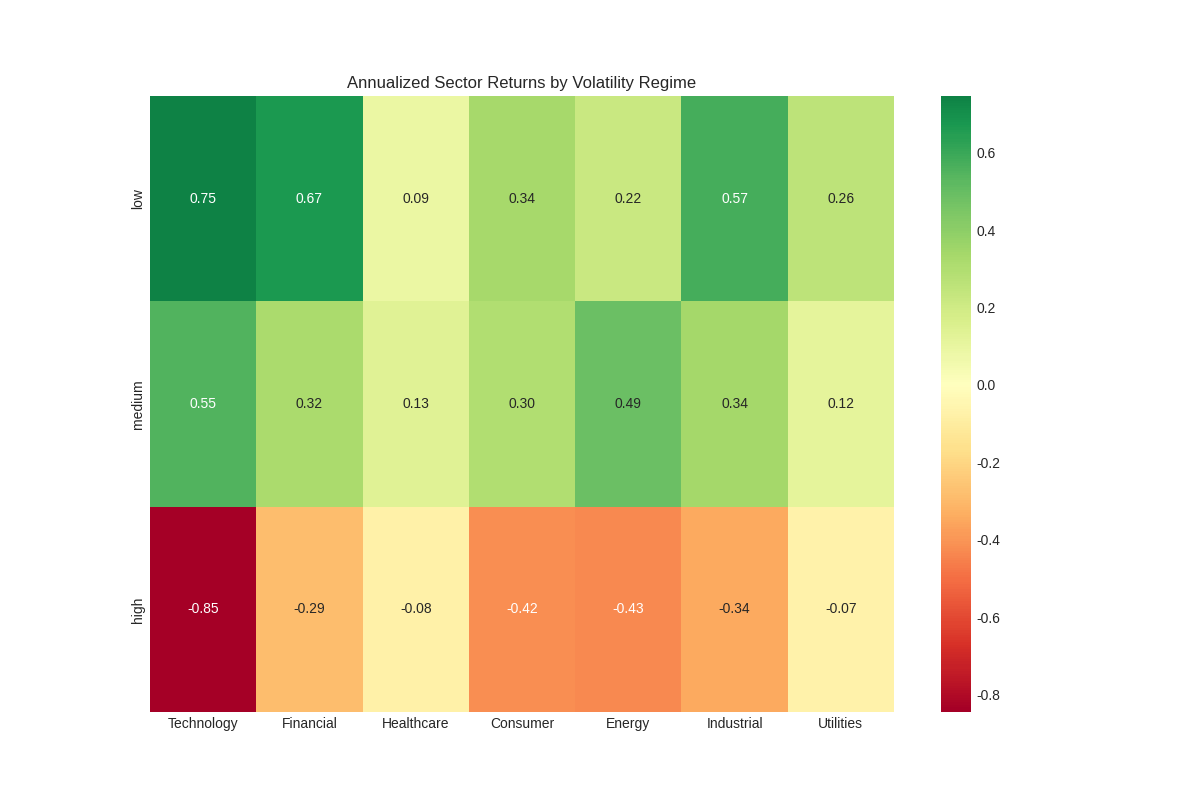 Annualized Sector Returns by Volatility Regime
low
0.75 0.67 0.09 0.34 0.22 0.57 0.26
medium
0.55 0.32 0.13 0.30 0.49 0.34 0.12
high
-0.85 -0.29 -0.08 -0.42 -0.43 -0.34 -0.07
Technology Financial Healthcare Consumer Energy Industrial Utilities
0.6
0.4
0.2
0.0
-0.2
-0.4
-0.6
-0.8